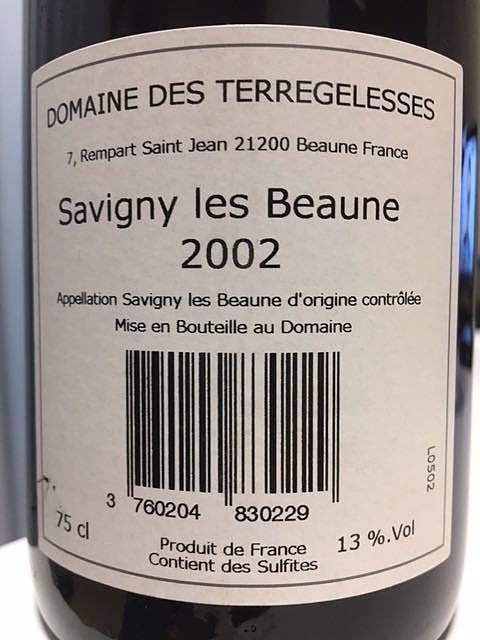 DOMAINE DES TERREGELESSES
7, Rempart Saint Jean 21200 Beaune France
Savigny les Beaune
2002
Appellation Savigny les Beaune d'origine contrôlée
Mise en Bouteille au Domaine
L0502
3 760204 830229
75 cl
13 %.Vol
Produit de France
Contient des Sulfites